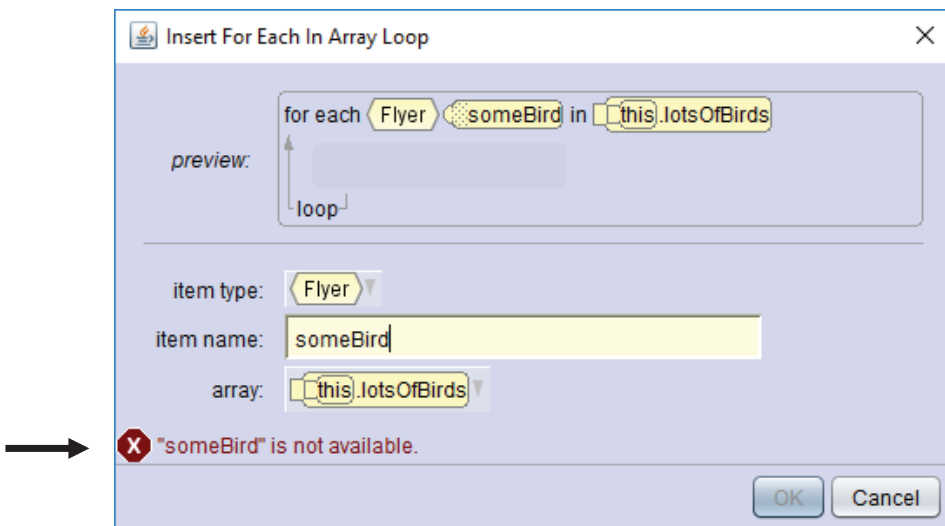 Insert For Each In Array Loop
for each Flyer someBird in this.lotsOfBirds
preview:
loop
item type: Flyer
item name: someBird
array: this.lotsOfBirds
X "someBird" is not available.
OK Cancel